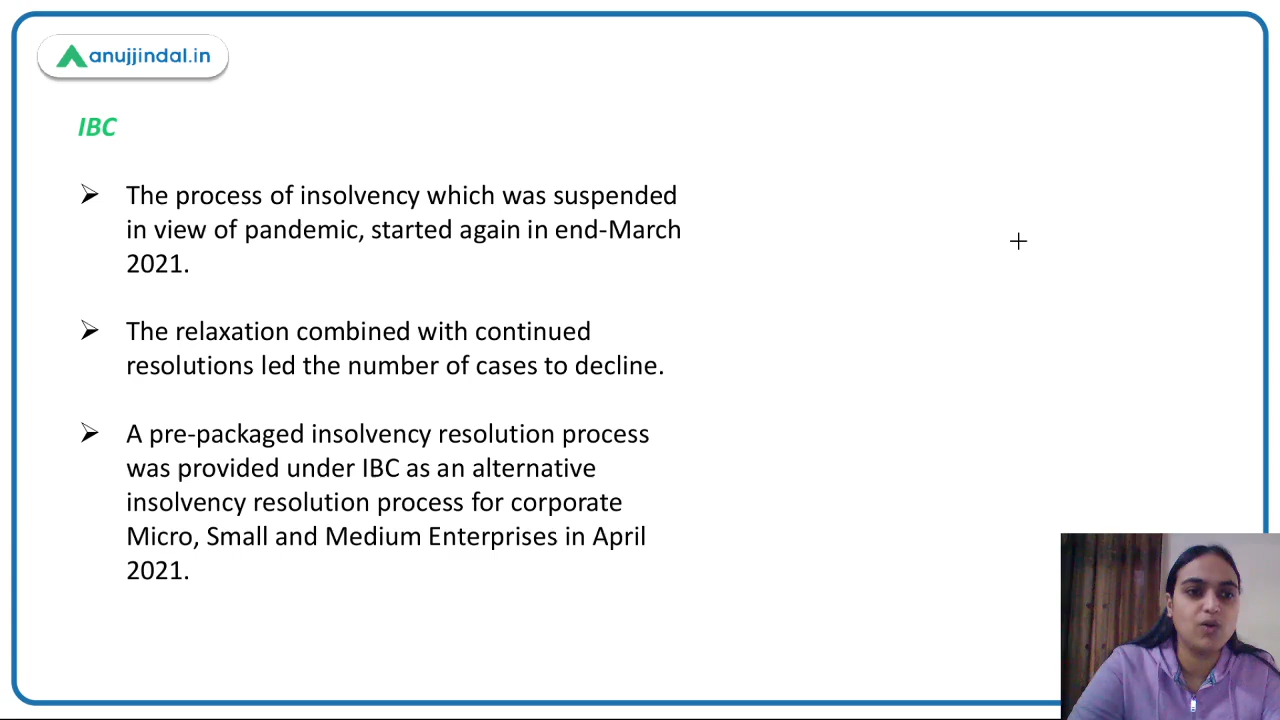 anujjindal.in
IBC
The process of insolvency which was suspended
in view of pandemic, started again in end-March
2021.
The relaxation combined with continued
resolutions led the number of cases to decline.
A pre-packaged insolvency resolution process
was provided under IBC as an alternative
insolvency resolution process for corporate
Micro, Small and Medium Enterprises in April
2021.